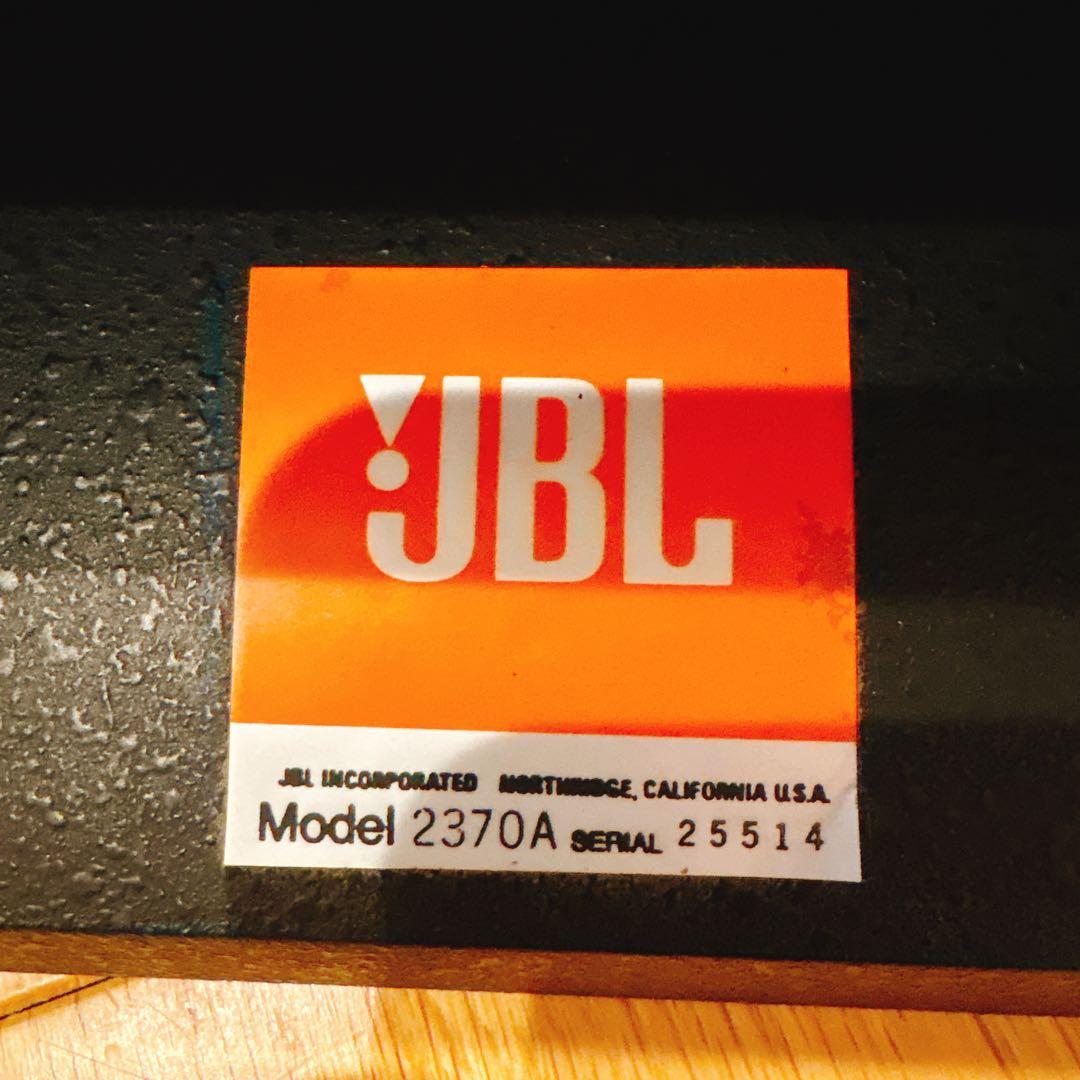 JBL
JBL INCORPORATED NORTHRIDGE, CALIFORNIA U.S.A.
Model 2370A SERIAL 25514